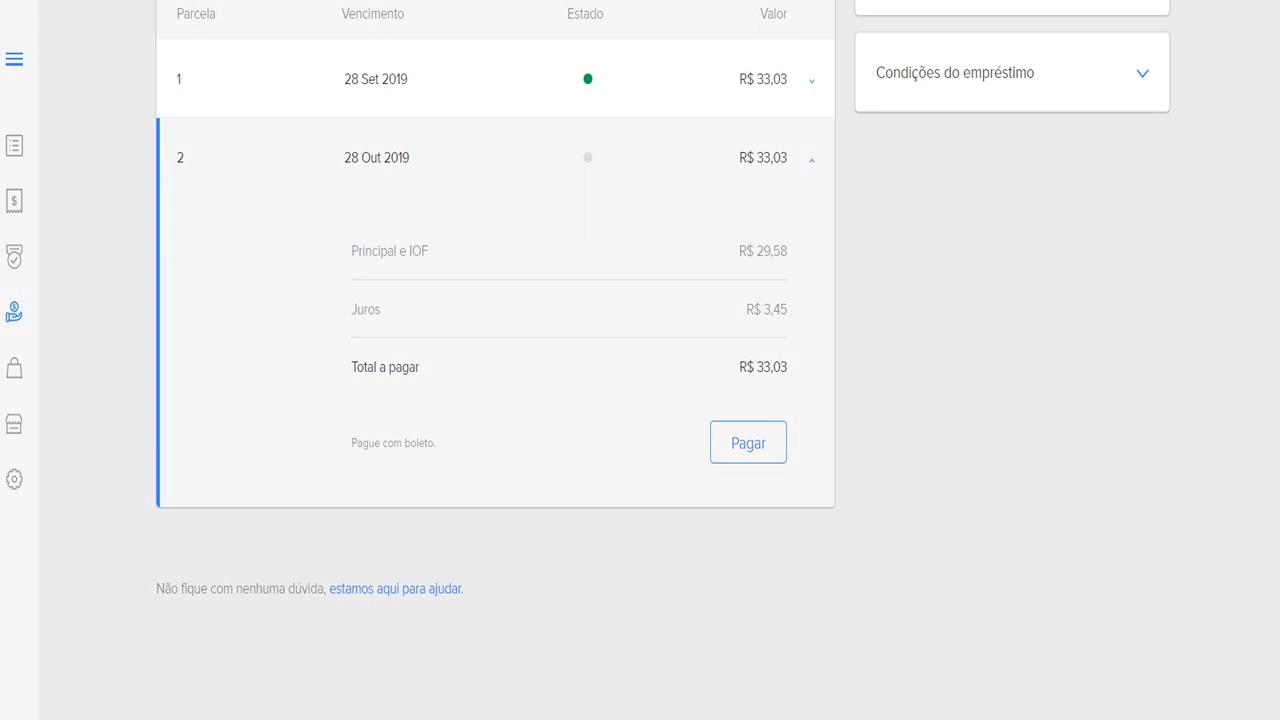 Parcela Vencimento Estado Valor
1 28 Set 2019 R$ 33,03
Condições do empréstimo
2 28 Out 2019 R$ 33,03
Principal e IOF R$ 29,58
Juros R$ 3,45
Total a pagar R$ 33,03
Pague com boleto. Pagar
Não fique com nenhuma dúvida, estamos aqui para ajudar.